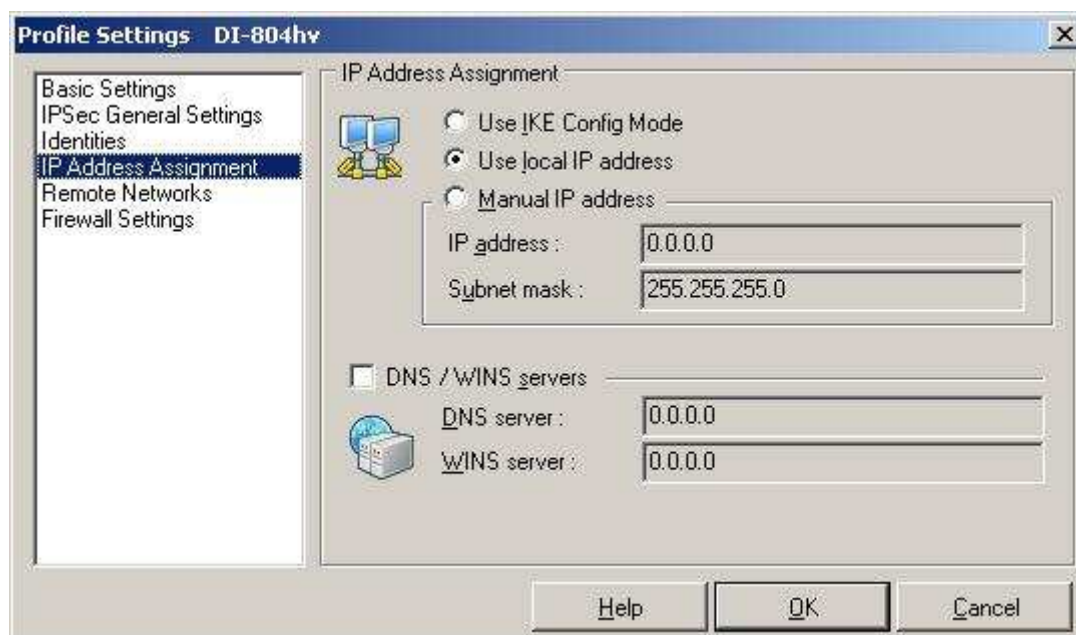 Profile Settings DI-804hv
Basic Settings
IPSec General Settings
Identities
IP Address Assignment
Remote Networks
Firewall Settings
IP Address Assignment
Use IKE Config Mode
Use local IP address
Manual IP address
IP address : 0.0.0.0
Subnet mask : 255.255.255.0
DNS / WINS servers
DNS server : 0.0.0.0
WINS server : 0.0.0.0
Help OK Cancel